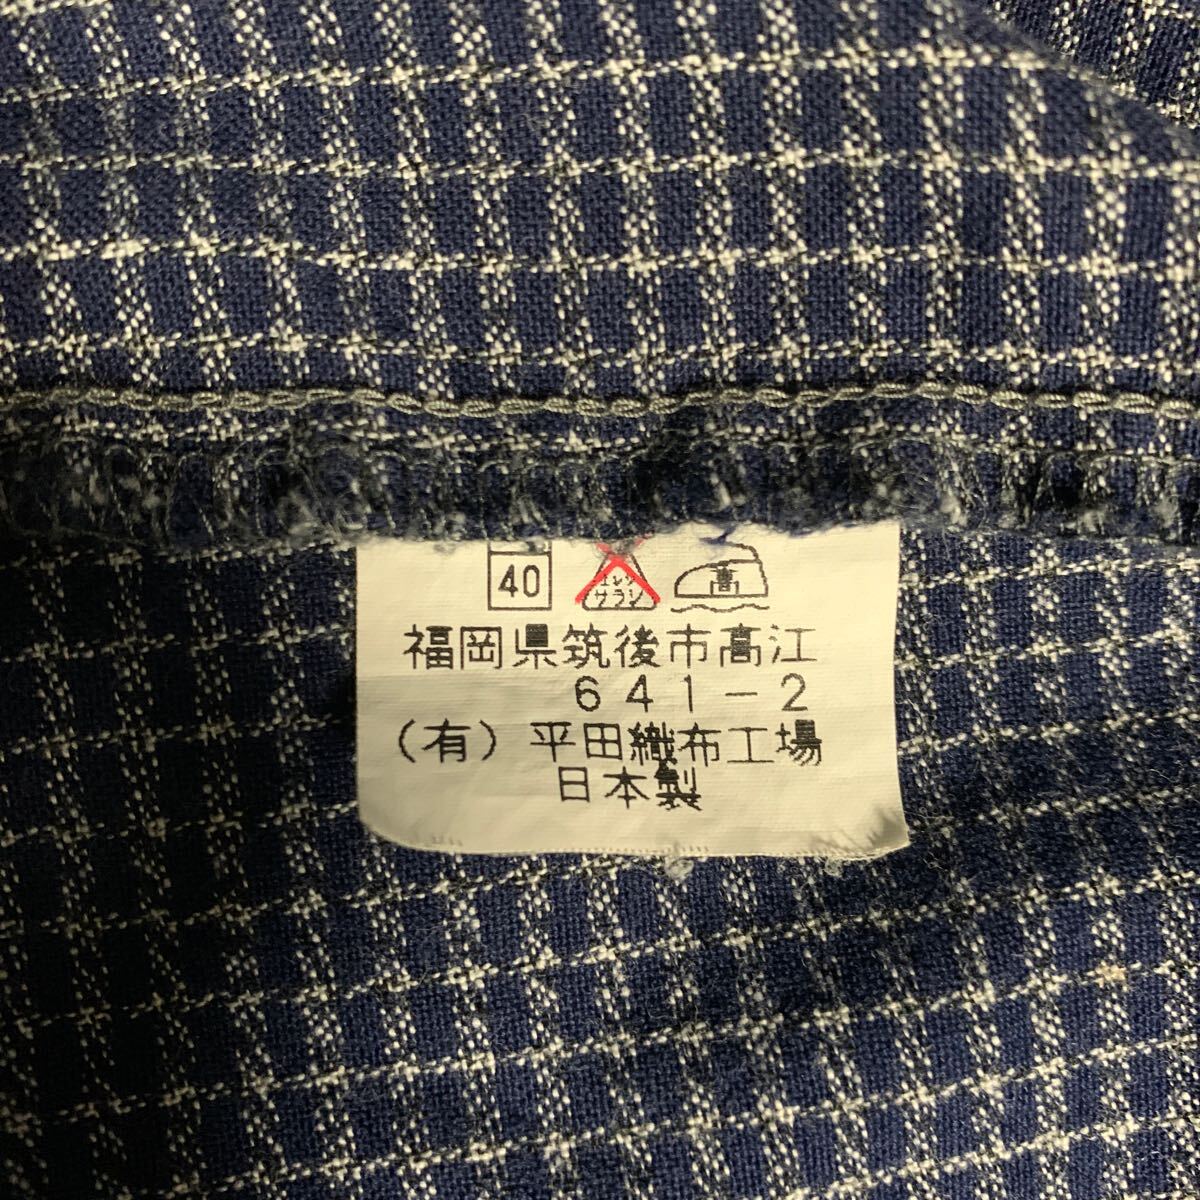 40 エンソ サラシ 高
福岡県筑後市高江
641-2
(有)平田織布工場
日本製